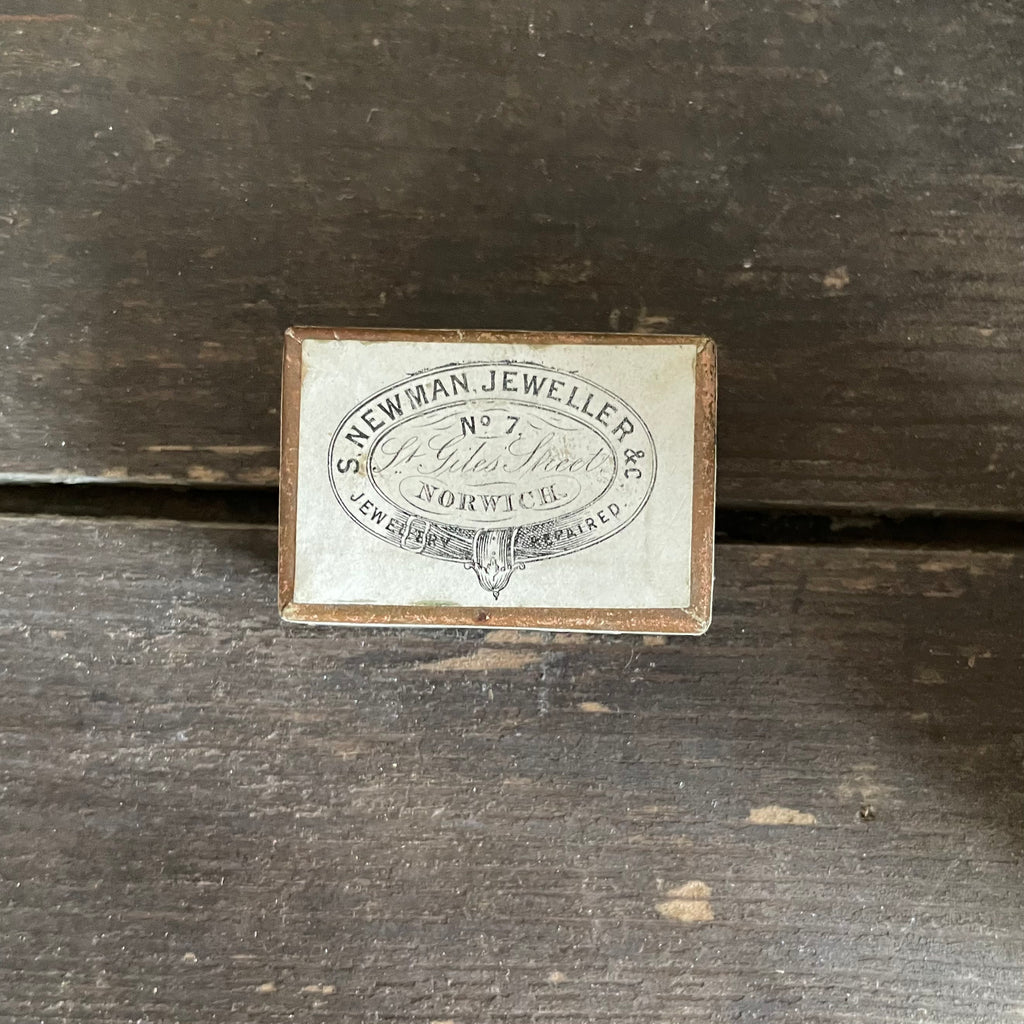 S. NEWMAN, JEWELLER &c
No 7.
St Giles Street,
NORWICH.
JEWELLERY REPAIRED.